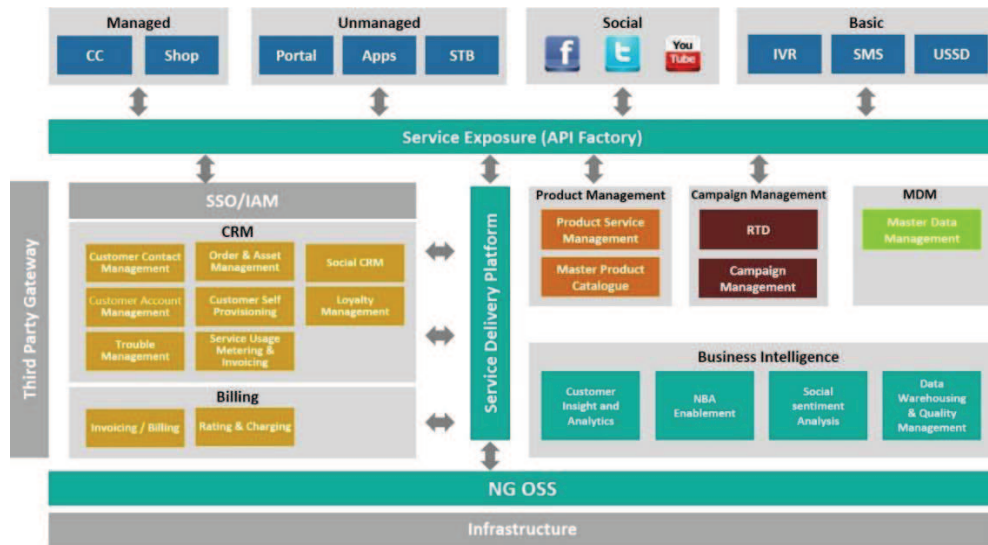 Managed
Unmanaged
Social
Basic
CC
Shop
Portal
Apps
STB
f
t
You
Tube
IVR
SMS
USSD
Service Exposure (API Factory)
Third Party Gateway
SSO/IAM
CRM
Customer Contact
Management
Order & Asset
Management
Social CRM
Customer Account
Management
Customer Self
Provisioning
Loyalty
Management
Trouble
Management
Service Usage
Metering &
Invoicing
Billing
Invoicing / Billing
Rating & Charging
Service Delivery Platform
Product Management
Product Service
Management
Master Product
Catalogue
Campaign Management
RTD
Campaign
Management
MDM
Master Data
Management
Business Intelligence
Customer
Insight and
Analytics
NBA
Enablement
Social
sentiment
Analysis
Data
Warehousing
& Quality
Management
NG OSS
Infrastructure